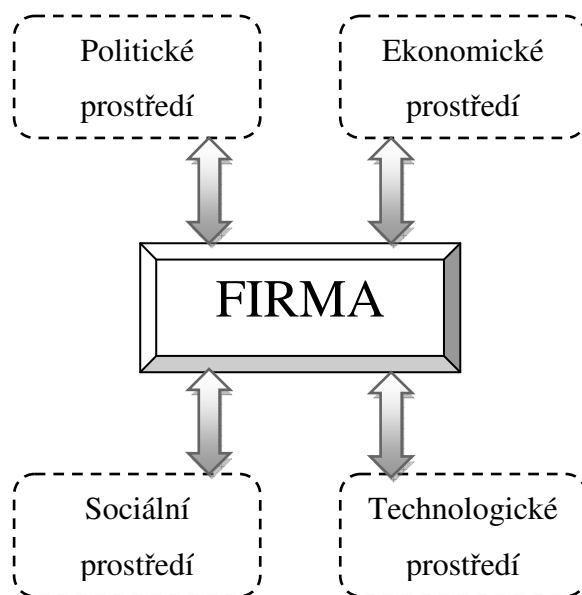 Politické
prostředí
Ekonomické
prostředí
FIRMA
Sociální
prostředí
Technologické
prostředí